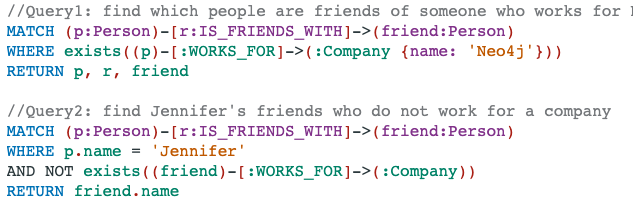 //Query1: find which people are friends of someone who works for
MATCH (p:Person)-[r:IS_FRIENDS_WITH]->(friend:Person)
WHERE exists((p)-[:WORKS_FOR]->(:Company {name: 'Neo4j'}))
RETURN p, r, friend
//Query2: find Jennifer's friends who do not work for a company
MATCH (p:Person)-[r:IS_FRIENDS_WITH]->(friend:Person)
WHERE p.name = 'Jennifer'
AND NOT exists((friend)-[:WORKS_FOR]->(:Company))
RETURN friend.name